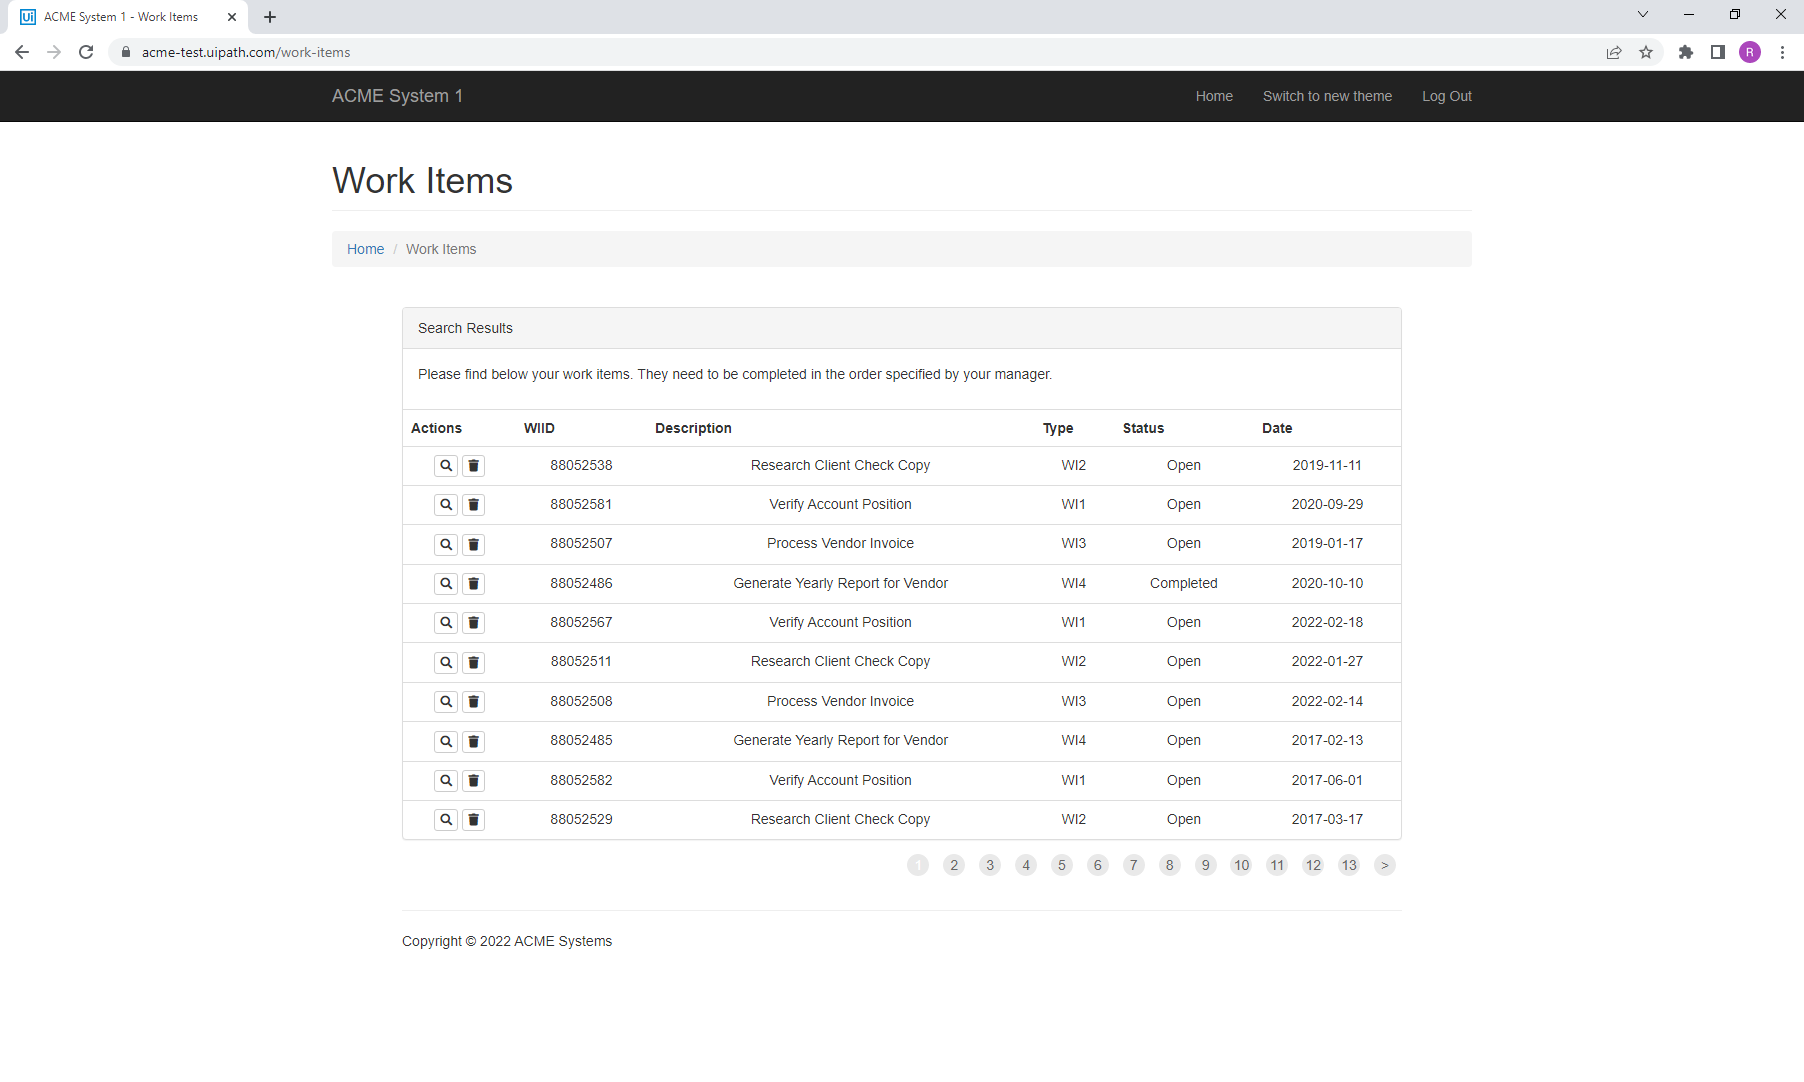 ACME System 1 - Work Items
acme-test.uipath.com/work-items
R
ACME System 1 Home Switch to new theme Log Out
Work Items
Home / Work Items
Search Results
Please find below your work items. They need to be completed in the order specified by your manager.
Actions WIID Description Type Status Date
88052538 Research Client Check Copy WI2 Open 2019-11-11
88052581 Verify Account Position WI1 Open 2020-09-29
88052507 Process Vendor Invoice WI3 Open 2019-01-17
88052486 Generate Yearly Report for Vendor WI4 Completed 2020-10-10
88052567 Verify Account Position WI1 Open 2022-02-18
88052511 Research Client Check Copy WI2 Open 2022-01-27
88052508 Process Vendor Invoice WI3 Open 2022-02-14
88052485 Generate Yearly Report for Vendor WI4 Open 2017-02-13
88052582 Verify Account Position WI1 Open 2017-06-01
88052529 Research Client Check Copy WI2 Open 2017-03-17
1 2 3 4 5 6 7 8 9 10 11 12 13 >
Copyright © 2022 ACME Systems